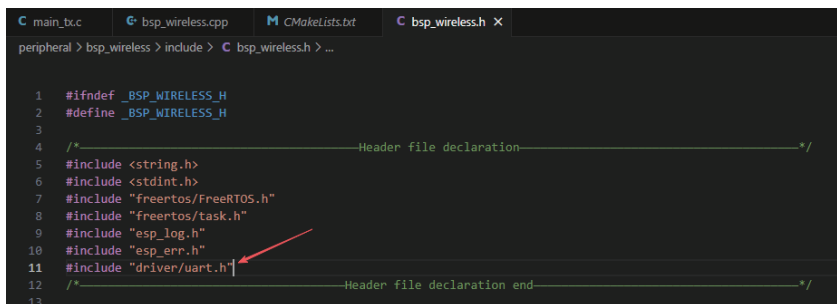 C main_tx.c G+ bsp_wireless.cpp M CMakeLists.txt C bsp_wireless.h ×
peripheral > bsp_wireless > include > C bsp_wireless.h > ...
1 #ifndef _BSP_WIRELESS_H
2 #define _BSP_WIRELESS_H
3
4 /*————————————————Header file declaration————————————————*/
5 #include <string.h>
6 #include <stdint.h>
7 #include "freertos/FreeRTOS.h"
8 #include "freertos/task.h"
9 #include "esp_log.h"
10 #include "esp_err.h"
11 #include "driver/uart.h"
12 /*————————————————Header file declaration end————————————————*/
13